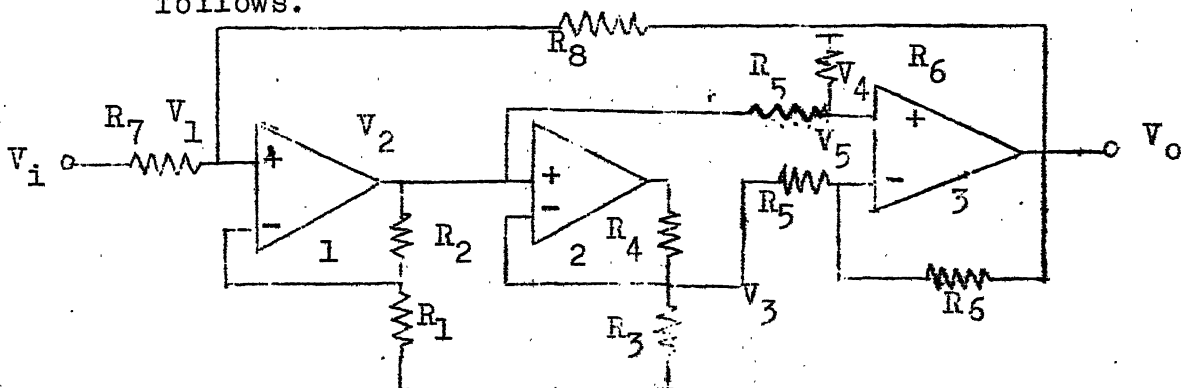 follows.
R8
R5
V4
R6
R7
V1
V2
V5
Vi
+
+
+
Vo
-
-
-
R5
3
1
R2
2
R4
V3
R1
R3
R6